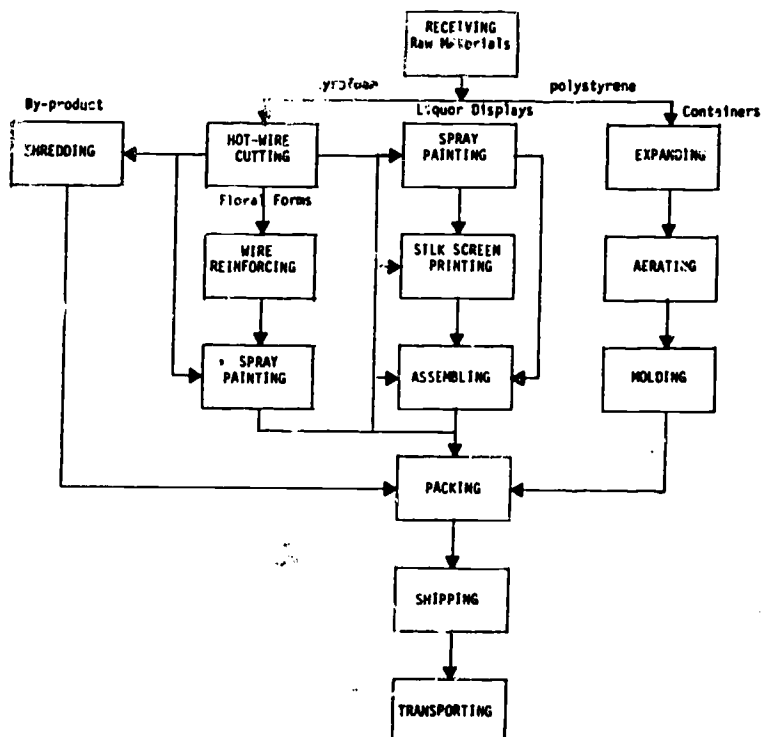 RECEIVING
Raw Materials
polystyrene
By-product
Liquor Displays
Containers
SHREDDING
HOT-WIRE
CUTTING
SPRAY
PAINTING
EXPANDING
Floral Forms
WIRE
REINFORCING
SILK SCREEN
PRINTING
AERATING
SPRAY
PAINTING
ASSEMBLING
MOLDING
PACKING
SHIPPING
TRANSPORTING